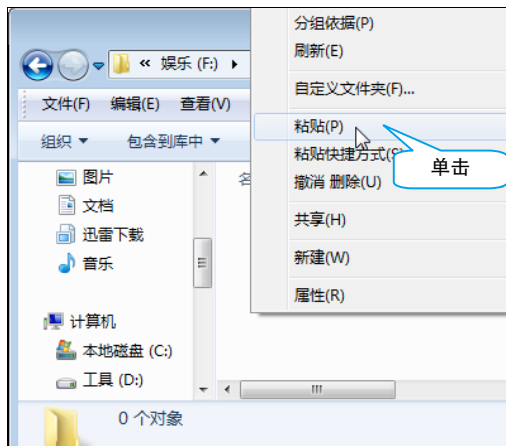 分组依据(P)
刷新(E)
« 娱乐 (F:)
自定义文件夹(F)...
文件(F) 编辑(E) 查看(V)
粘贴(P)
组织 包含到库中
粘贴快捷方式(S)
单击
图片
撤消 删除(U)
文档
共享(H)
迅雷下载
音乐
新建(W)
属性(R)
计算机
本地磁盘 (C:)
工具 (D:)
0 个对象